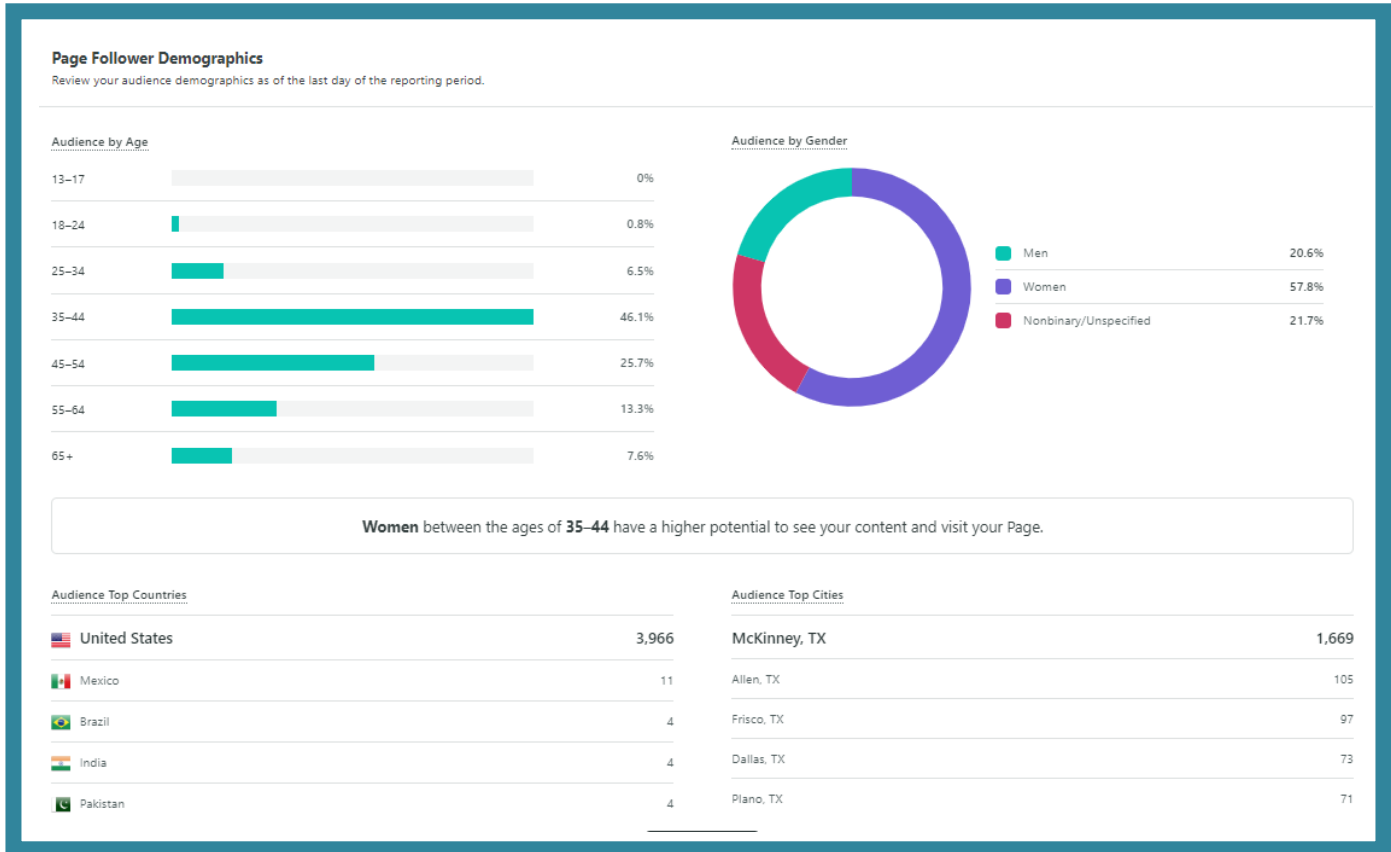 Page Follower Demographics
Review your audience demographics as of the last day of the reporting period.
Audience by Age
13–17 0%
18–24 0.8%
25–34 6.5%
35–44 46.1%
45–54 25.7%
55–64 13.3%
65+ 7.6%
Audience by Gender
Men 20.6%
Women 57.8%
Nonbinary/Unspecified 21.7%
Women between the ages of 35–44 have a higher potential to see your content and visit your Page.
Audience Top Countries
United States 3,966
Mexico 11
Brazil 4
India 4
Pakistan 4
Audience Top Cities
McKinney, TX 1,669
Allen, TX 105
Frisco, TX 97
Dallas, TX 73
Plano, TX 71